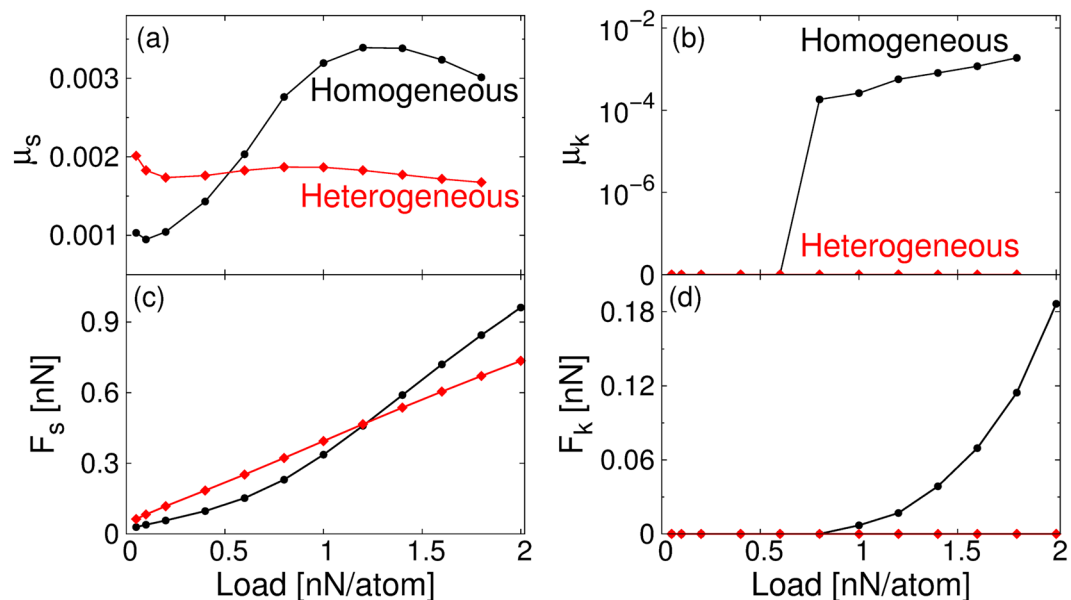 (a)
Homogeneous
Heterogeneous
0.003
0.002
0.001
μs
(b)
Homogeneous
Heterogeneous
10⁻²
10⁻⁴
10⁻⁶
0
μk
(c)
0.9
0.6
0.3
0
Fs [nN]
0 0.5 1 1.5 2
Load [nN/atom]
(d)
0.18
0.12
0.06
0
Fk [nN]
0 0.5 1 1.5 2
Load [nN/atom]